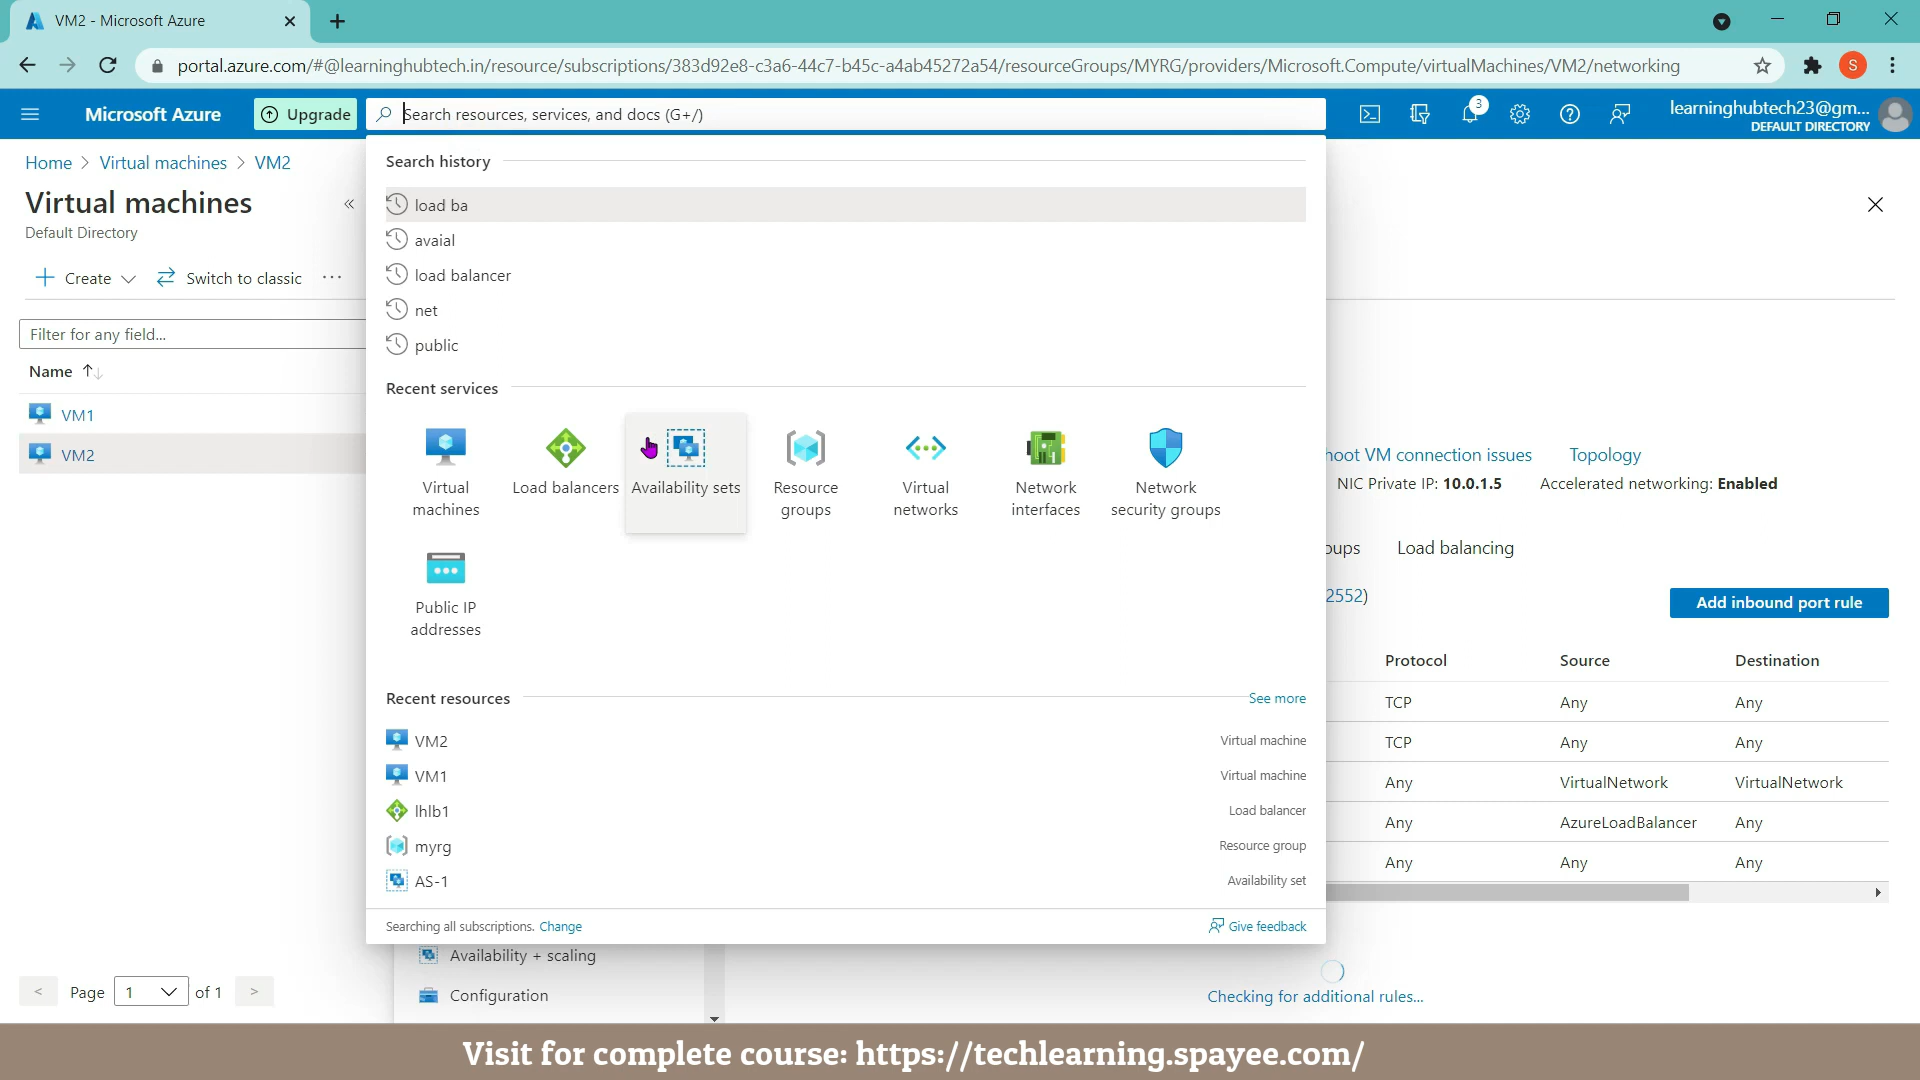 VM2 - Microsoft Azure
portal.azure.com/#@learninghubtech.in/resource/subscriptions/383d92e8-c3a6-44c7-b45c-a4ab45272a54/resourceGroups/MYRG/providers/Microsoft.Compute/virtualMachines/VM2/networking
S
Microsoft Azure
Upgrade
Search resources, services, and docs (G+/)
3
learninghubtech23@gm...
DEFAULT DIRECTORY
Home > Virtual machines > VM2
Virtual machines
Default Directory
Create
Switch to classic
Filter for any field...
Name
VM1
VM2
Page 1 of 1
Search history
load ba
avaial
load balancer
net
public
Recent services
Virtual machines
Load balancers
Availability sets
Resource groups
Virtual networks
Network interfaces
Network security groups
Public IP addresses
Recent resources
See more
VM2 Virtual machine
VM1 Virtual machine
lhlb1 Load balancer
myrg Resource group
AS-1 Availability set
Searching all subscriptions. Change
Give feedback
Availability + scaling
Configuration
hoot VM connection issues
Topology
NIC Private IP: 10.0.1.5
Accelerated networking: Enabled
oups
Load balancing
2552)
Add inbound port rule
Protocol Source Destination
TCP Any Any
TCP Any Any
Any VirtualNetwork VirtualNetwork
Any AzureLoadBalancer Any
Any Any Any
Checking for additional rules...
Visit for complete course: https://techlearning.spayee.com/